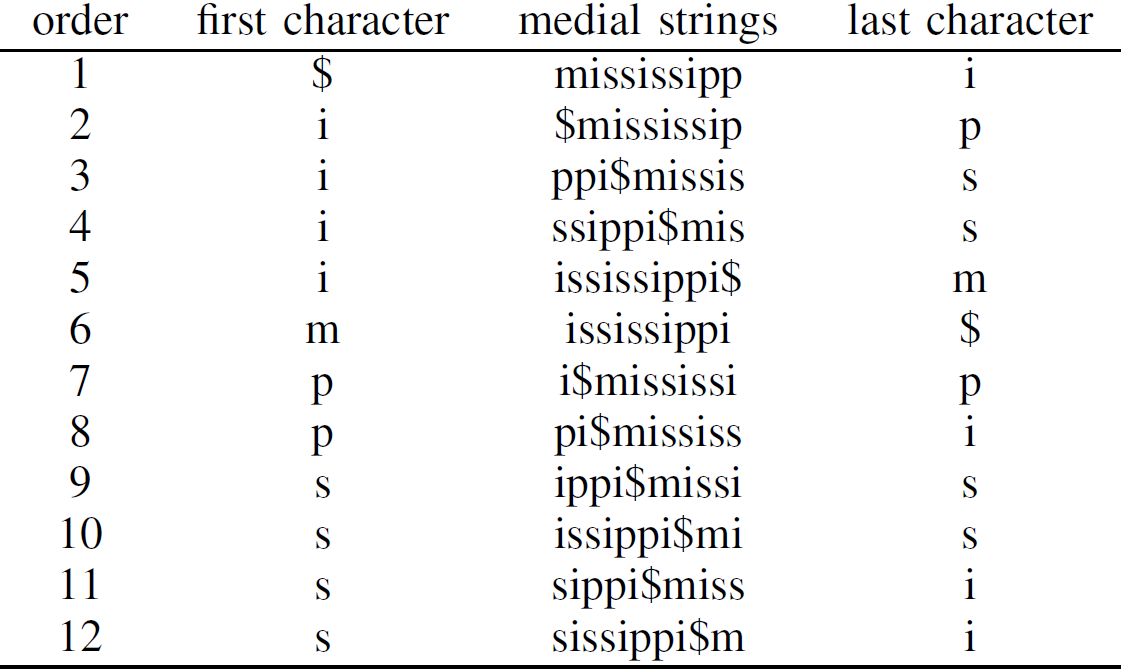 order first character medial strings last character
1 $ mississipp i
2 i $mississip p
3 i ppi$missis s
4 i ssippi$mis s
5 i ississippi$ m
6 m ississippi $
7 p i$mississi p
8 p pi$mississ i
9 s ippi$missi s
10 s issippi$mi s
11 s sippi$miss i
12 s sissippi$m i